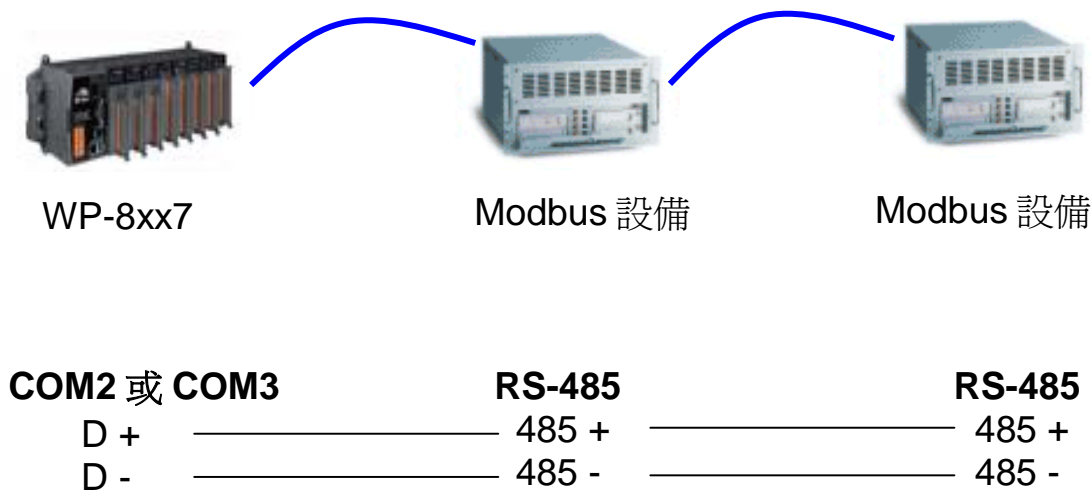 WP-8xx7 Modbus 設備 Modbus 設備
COM2 或 COM3 RS-485 RS-485
D + 485 + 485 +
D - 485 - 485 -